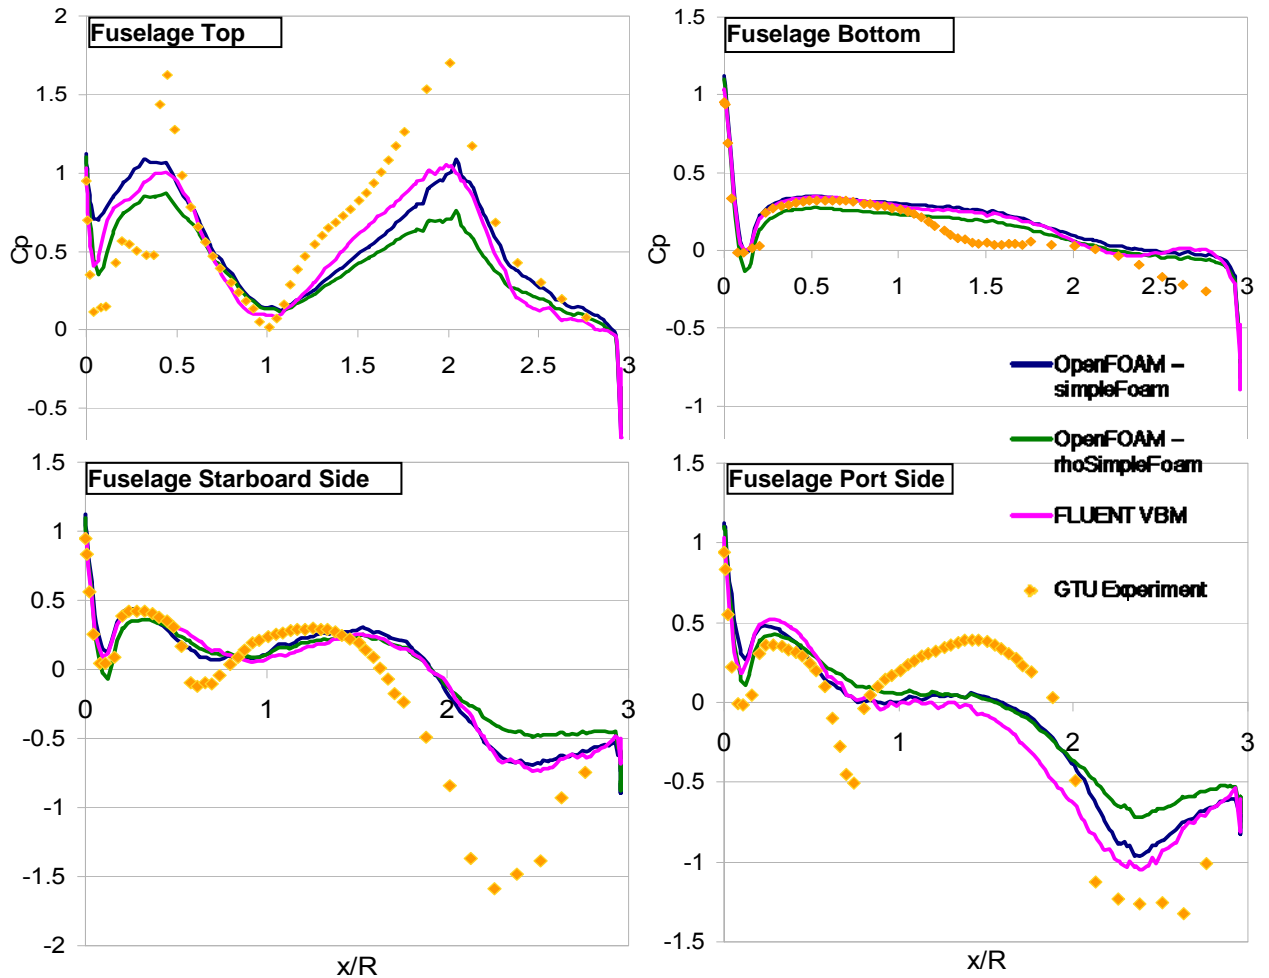 Fuselage Top
2
1.5
1
0.5
0
-0.5
Cp
0 0.5 1 1.5 2 2.5 3
Fuselage Bottom
1.5
1
0.5
0
-0.5
-1
Cp
0 0.5 1 1.5 2 2.5 3
OpenFOAM –
simpleFoam
OpenFOAM –
rhoSimpleFoam
FLUENT VBM
GTU Experiment
Fuselage Starboard Side
1.5
1
0.5
0
-0.5
-1
-1.5
-2
0 1 2 3
x/R
Fuselage Port Side
1.5
1
0.5
0
-0.5
-1
-1.5
0 1 2 3
x/R